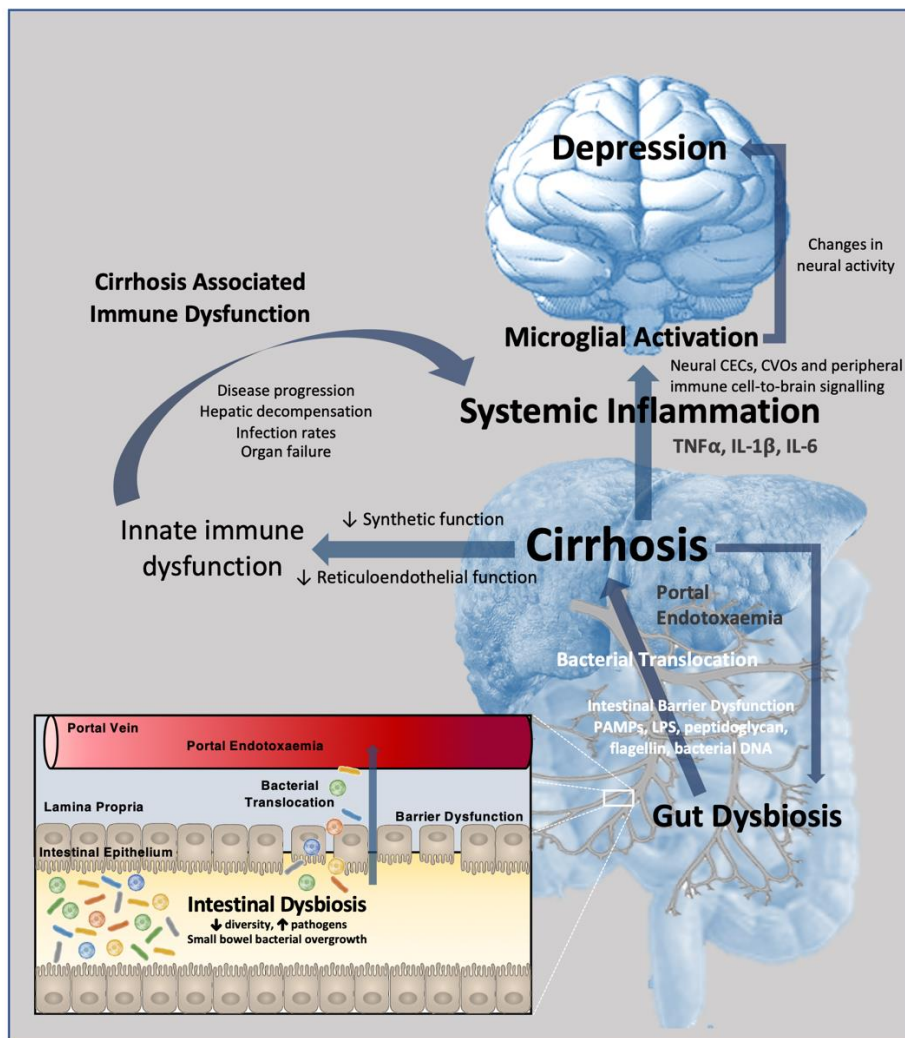 Depression
Changes in
neural activity
Cirrhosis Associated
Immune Dysfunction
Microglial Activation
Neural CECs, CVOs and peripheral
immune cell-to-brain signalling
Disease progression
Hepatic decompensation
Infection rates
Organ failure
Systemic Inflammation
TNFα, IL-1β, IL-6
Innate immune
dysfunction
↓ Synthetic function
↓ Reticuloendothelial function
Cirrhosis
Portal
Endotoxaemia
Bacterial Translocation
Intestinal Barrier Dysfunction
PAMPs, LPS, peptidoglycan,
flagellin, bacterial DNA
Gut Dysbiosis
Portal Vein
Portal Endotoxaemia
Bacterial
Translocation
Lamina Propria
Barrier Dysfunction
Intestinal Epithelium
Intestinal Dysbiosis
↓ diversity, ↑ pathogens
Small bowel bacterial overgrowth